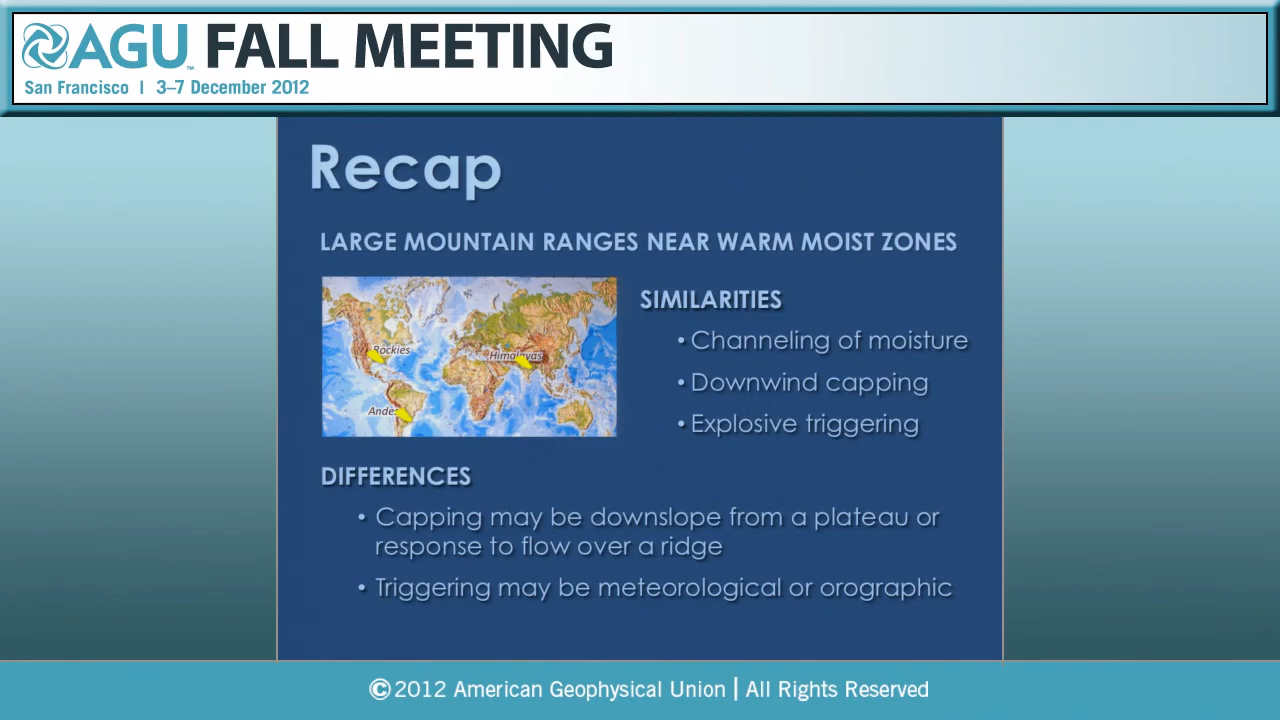 AGU™ FALL MEETING
San Francisco | 3–7 December 2012
Recap
LARGE MOUNTAIN RANGES NEAR WARM MOIST ZONES
Rockies
Himalayas
Andes
SIMILARITIES
• Channeling of moisture
• Downwind capping
• Explosive triggering
DIFFERENCES
• Capping may be downslope from a plateau or
response to flow over a ridge
• Triggering may be meteorological or orographic
©2012 American Geophysical Union | All Rights Reserved